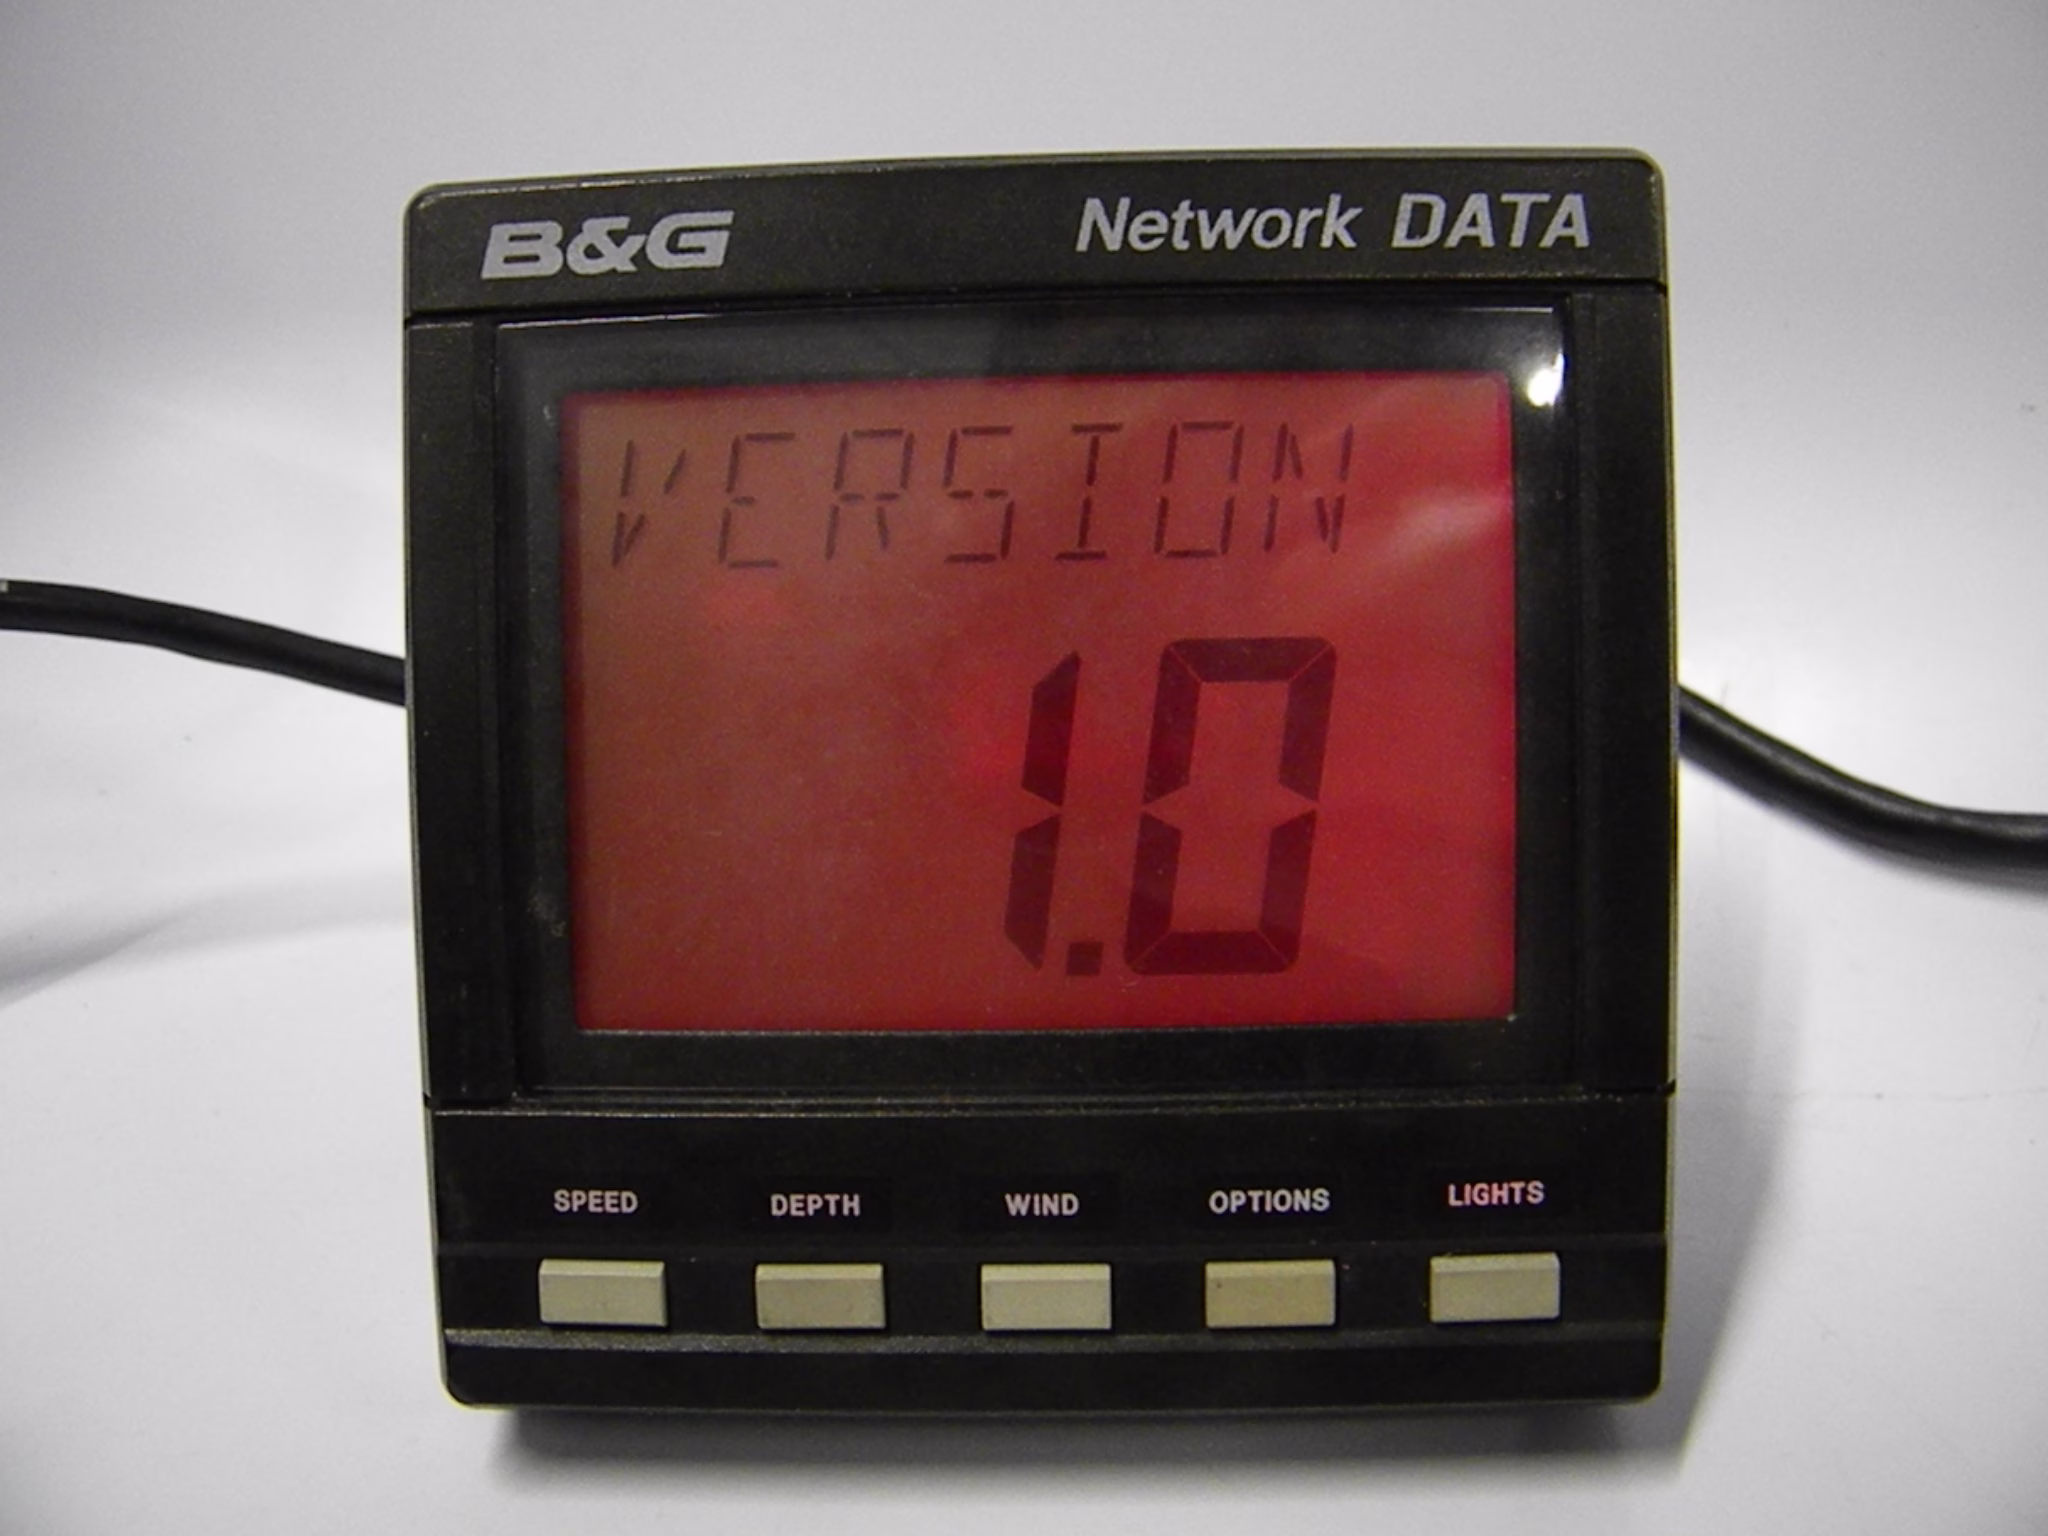 B&G Network DATA
VERSION
1.0
SPEED DEPTH WIND OPTIONS LIGHTS